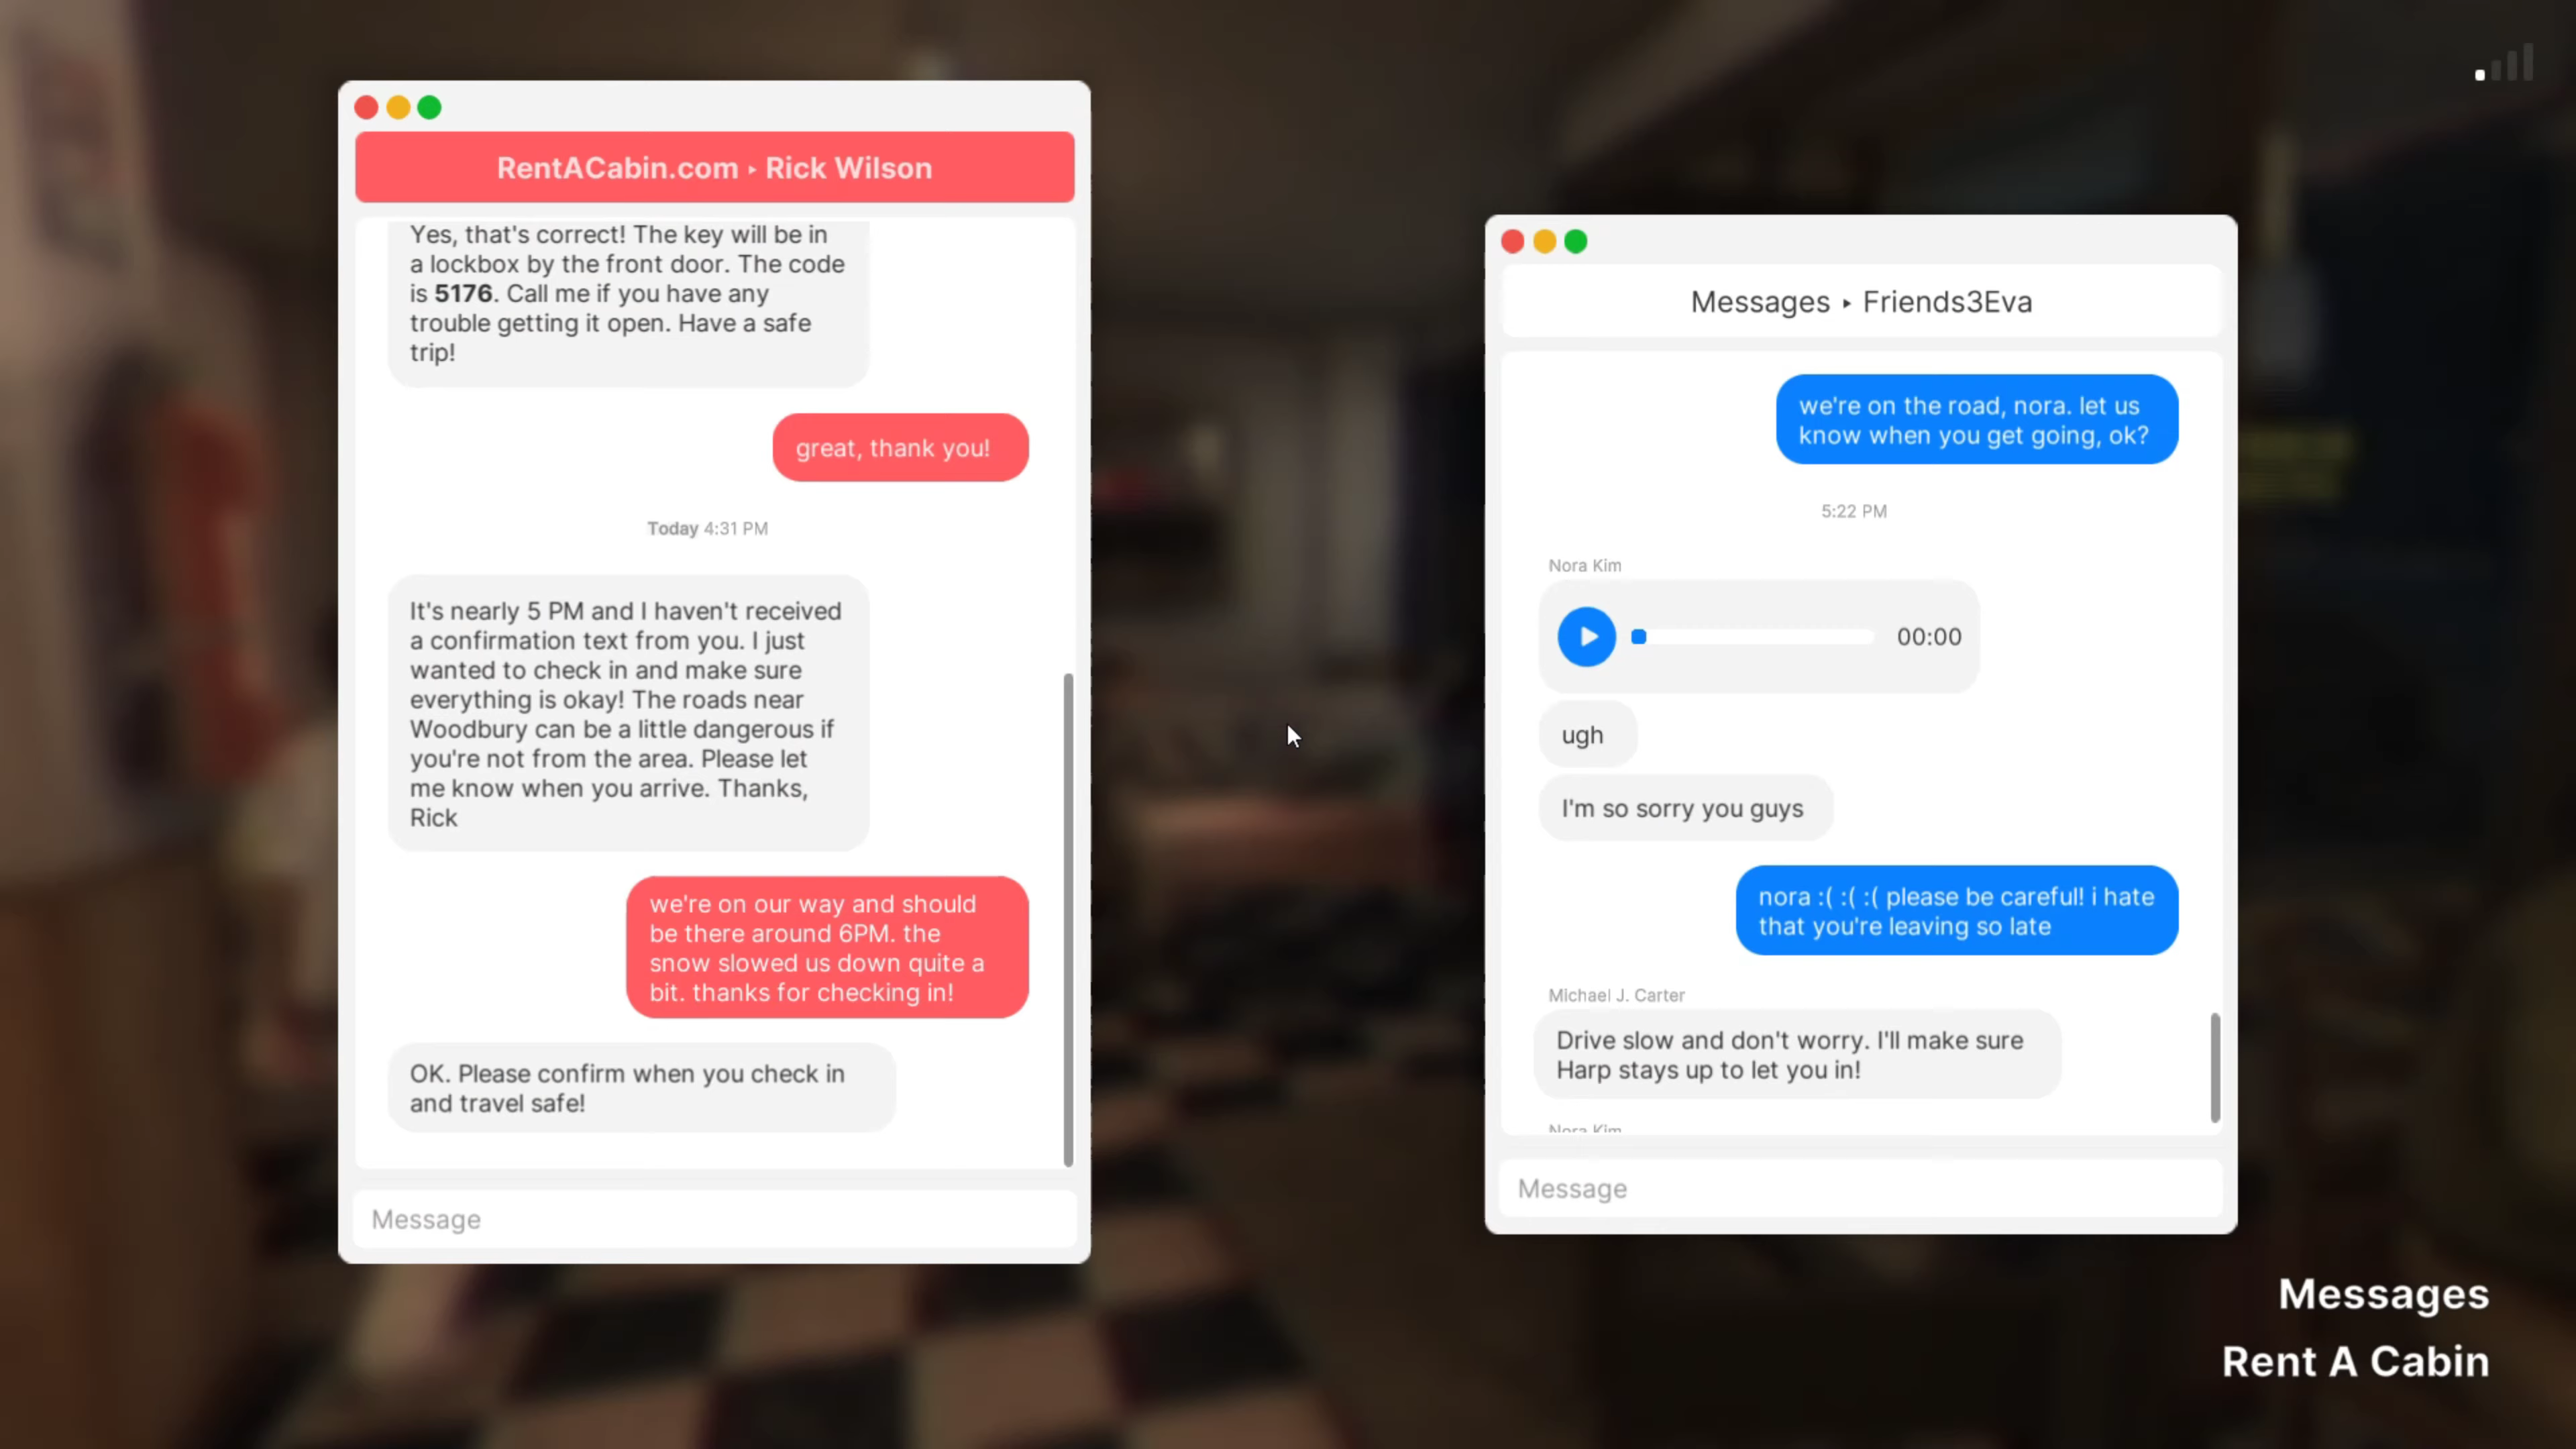 RentACabin.com ▸ Rick Wilson
Yes, that's correct! The key will be in
a lockbox by the front door. The code
is 5176. Call me if you have any
trouble getting it open. Have a safe
trip!
great, thank you!
Today 4:31 PM
It's nearly 5 PM and I haven't received
a confirmation text from you. I just
wanted to check in and make sure
everything is okay! The roads near
Woodbury can be a little dangerous if
you're not from the area. Please let
me know when you arrive. Thanks,
Rick
we're on our way and should
be there around 6PM. the
snow slowed us down quite a
bit. thanks for checking in!
OK. Please confirm when you check in
and travel safe!
Message
Messages ▸ Friends3Eva
we're on the road, nora. let us
know when you get going, ok?
5:22 PM
Nora Kim
00:00
ugh
I'm so sorry you guys
nora :( :( :( please be careful! i hate
that you're leaving so late
Michael J. Carter
Drive slow and don't worry. I'll make sure
Harp stays up to let you in!
Nora Kim
Message
Messages
Rent A Cabin